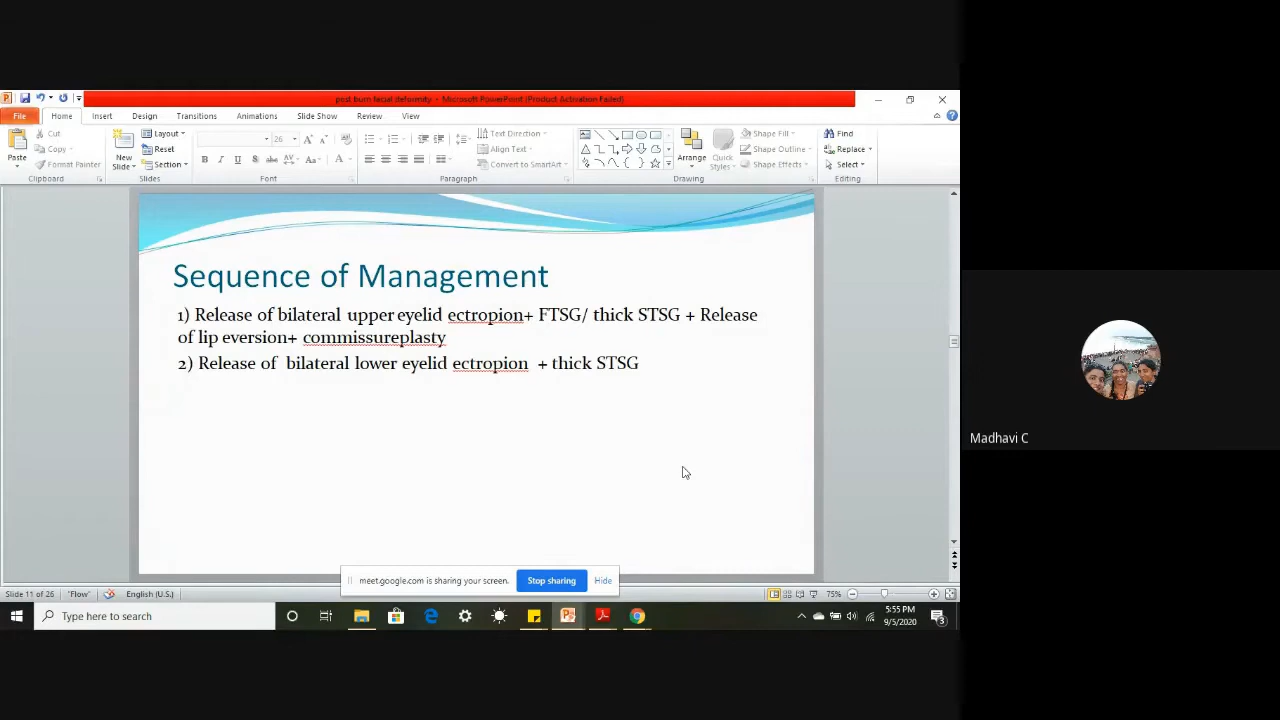 post burn facial deformity - Microsoft PowerPoint (Product Activation Failed)
File Home Insert Design Transitions Animations Slide Show Review View
Cut
Copy
Format Painter
Paste
Clipboard
New
Slide
Layout
Reset
Section
Slides
26
B I U S abc AV Aa A
Font
Text Direction
Align Text
Convert to SmartArt
Paragraph
Arrange
Quick
Styles
Shape Fill
Shape Outline
Shape Effects
Drawing
Find
Replace
Select
Editing
Sequence of Management
1) Release of bilateral upper eyelid ectropion+ FTSG/ thick STSG + Release
of lip eversion+ commissureplasty
2) Release of bilateral lower eyelid ectropion + thick STSG
Madhavi C
meet.google.com is sharing your screen. Stop sharing Hide
Slide 11 of 26 "Flow" English (U.S.) 75%
Type here to search
5:55 PM
9/5/2020
3